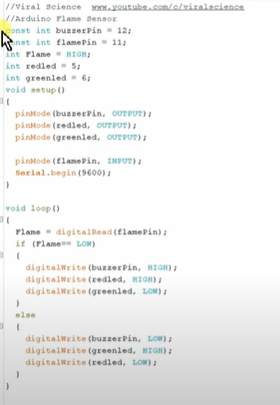 //Viral Science  www.youtube.com/c/viralscience
//Arduino Flame Sensor
const int buzzerPin = 12;
const int flamePin = 11;
int Flame = HIGH;
int redled = 5;
int greenled = 6;
void setup()
{
  pinMode(buzzerPin, OUTPUT);
  pinMode(redled, OUTPUT);
  pinMode(greenled, OUTPUT);

  pinMode(flamePin, INPUT);
  Serial.begin(9600);
}

void loop()
{
  Flame = digitalRead(flamePin);
  if (Flame== LOW)
  {
    digitalWrite(buzzerPin, HIGH);
    digitalWrite(redled, HIGH);
    digitalWrite(greenled, LOW);
  }
  else
  {
    digitalWrite(buzzerPin, LOW);
    digitalWrite(greenled, HIGH);
    digitalWrite(redled, LOW);
  }
}